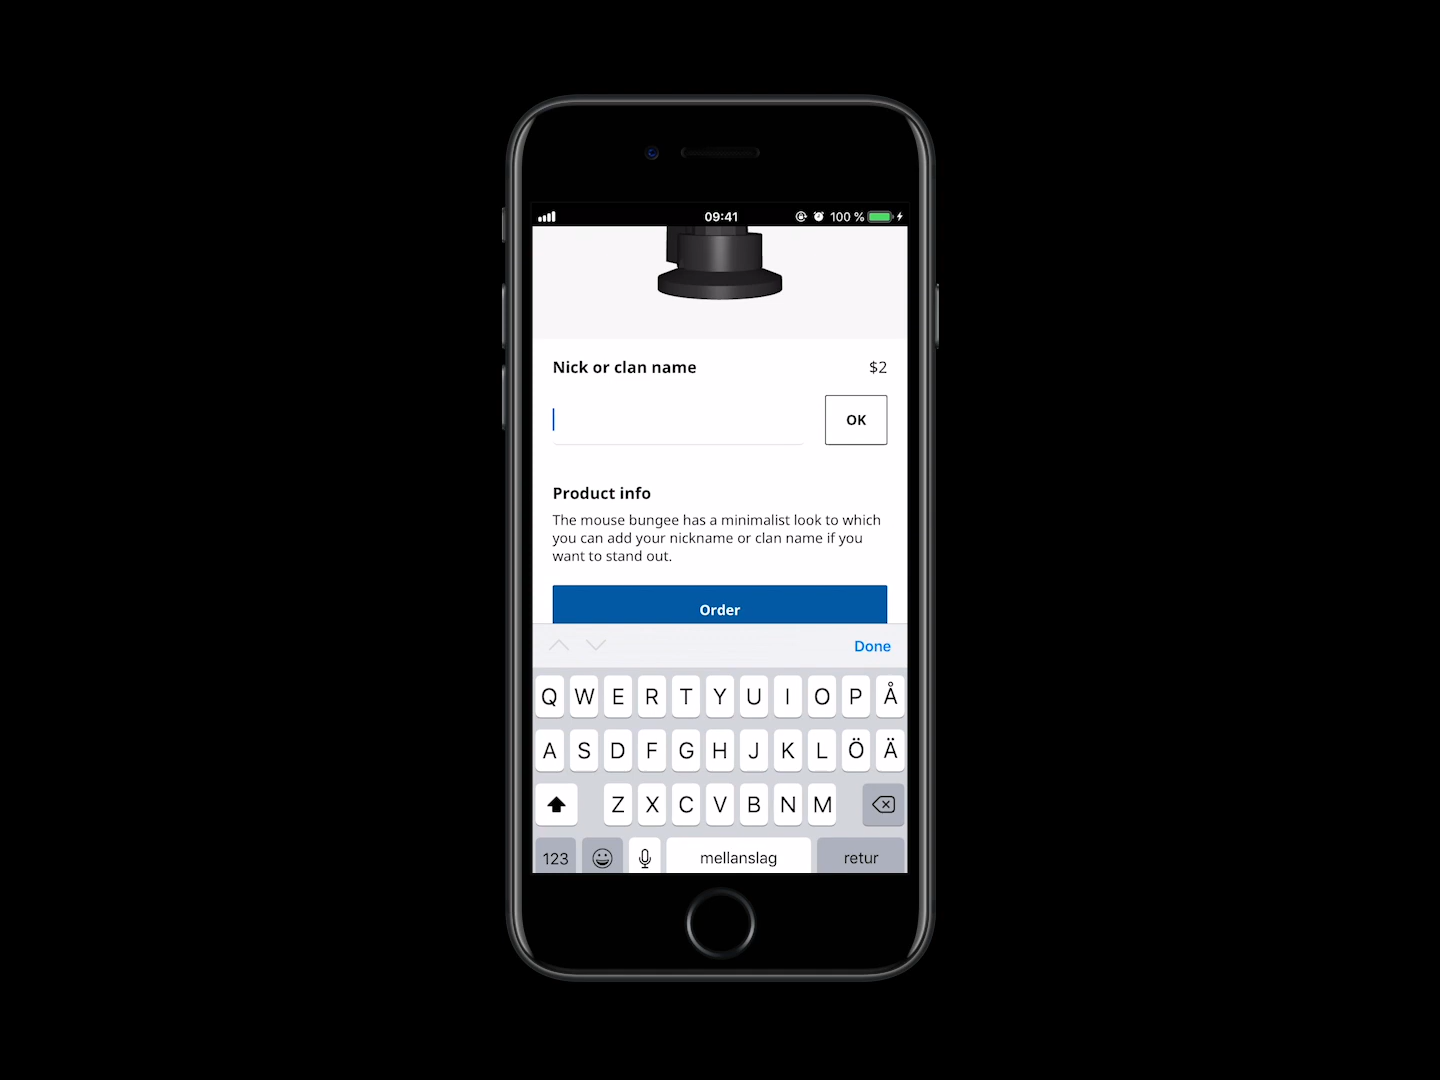 09:41
100 %
Nick or clan name
$2
OK
Product info
The mouse bungee has a minimalist look to which
you can add your nickname or clan name if you
want to stand out.
Order
Done
Q W E R T Y U I O P Å
A S D F G H J K L Ö Ä
Z X C V B N M
123
mellanslag
retur